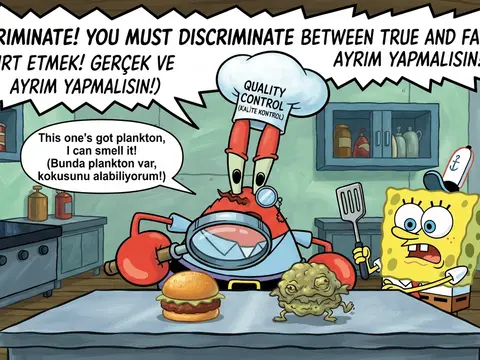 RIMINATE! YOU MUST DISCRIMINATE BETWEEN TRUE AND FA
IRT ETMEK! GERÇEK VE
AYRIM YAPMALISIN!)
AYRIM YAPMALISIN!
QUALITY
CONTROL
(KALİTE KONTROL)
This one's got plankton,
I can smell it!
(Bunda plankton var,
kokusunu alabiliyorum!)